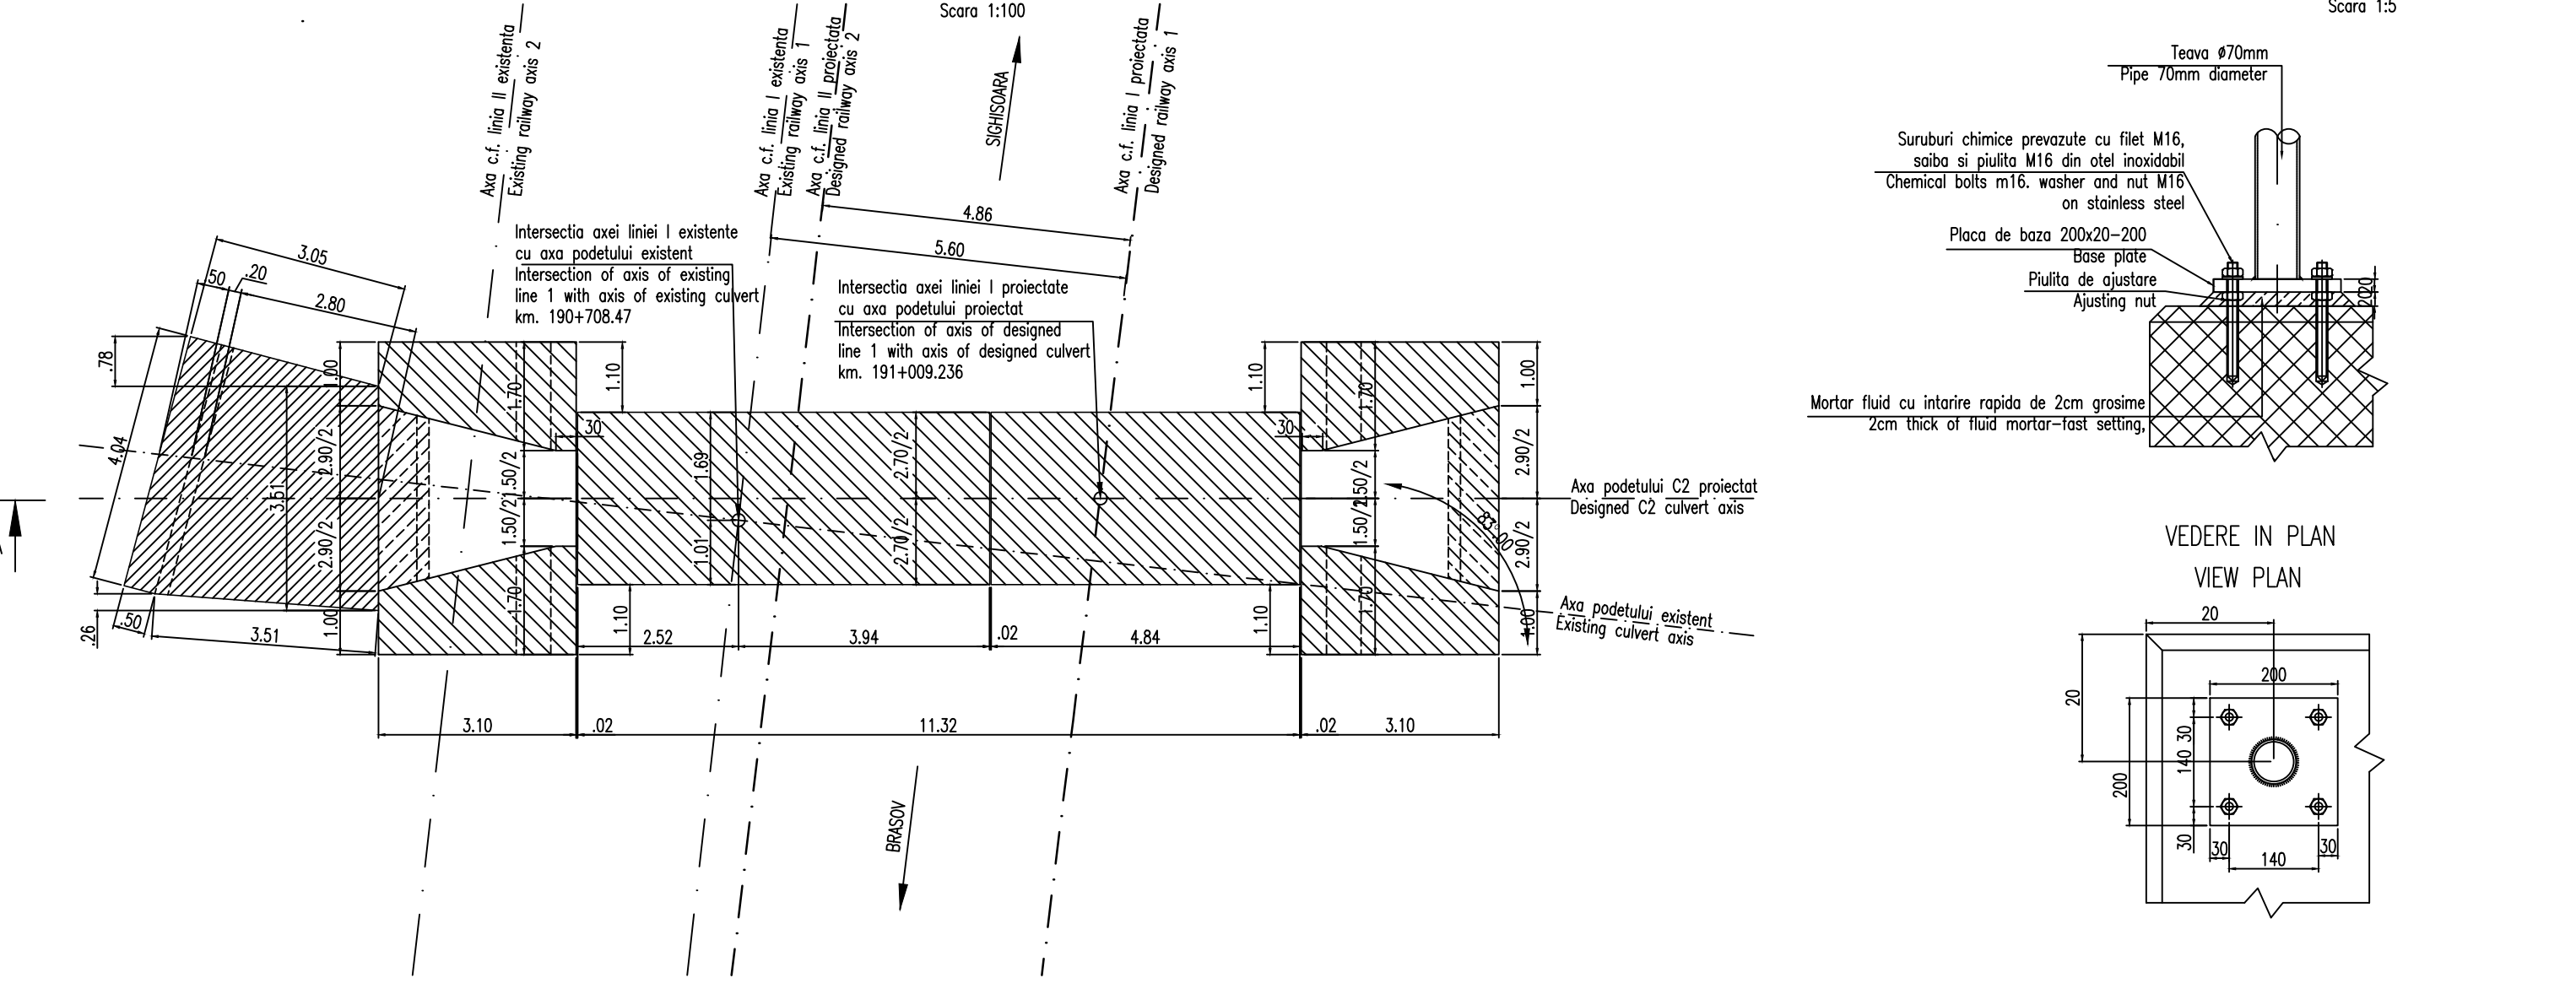 Scara 1:100
Axa c.f. linia II existenta
Existing railway axis 2
Axa c.f. linia I existenta
Existing railway axis 1
Axa c.f. linia II proiectata
Designed railway axis 2
SIGHISOARA
Axa c.f. linia I proiectata
Designed railway axis 1
4.86
5.60
Intersectia axei liniei I existente
cu axa podetului existent
Intersection of axis of existing
line 1 with axis of existing culvert
km. 190+708.47
Intersectia axei liniei I proiectate
cu axa podetului proiectat
Intersection of axis of designed
line 1 with axis of designed culvert
km. 191+009.236
3.05
.50
.20
2.80
.78
4.04
3.51
.26
.50
3.51
1.00
2.90/2
2.90/2
1.00
1.70
1.50/2
1.50/2
1.70
1.10
30
1.69
1.01
2.70/2
2.70/2
1.10
1.10
30
1.70
1.50/2
1.50/2
1.70
1.10
1.00
2.90/2
2.90/2
1.00
83°.00
2.52
3.94
.02
4.84
3.10
.02
11.32
.02
3.10
Axa podetului C2 proiectat
Designed C2 culvert axis
Axa podetului existent
Existing culvert axis
BRASOV
Scara 1:5
Teava ø70mm
Pipe 70mm diameter
Suruburi chimice prevazute cu filet M16,
saiba si piulita M16 din otel inoxidabil
Chemical bolts m16. washer and nut M16
on stainless steel
Placa de baza 200x20-200
Base plate
Piulita de ajustare
Ajusting nut
20
20
Mortar fluid cu intarire rapida de 2cm grosime
2cm thick of fluid mortar-fast setting,
VEDERE IN PLAN
VIEW PLAN
20
20
200
200
30
140
30
30
140
30